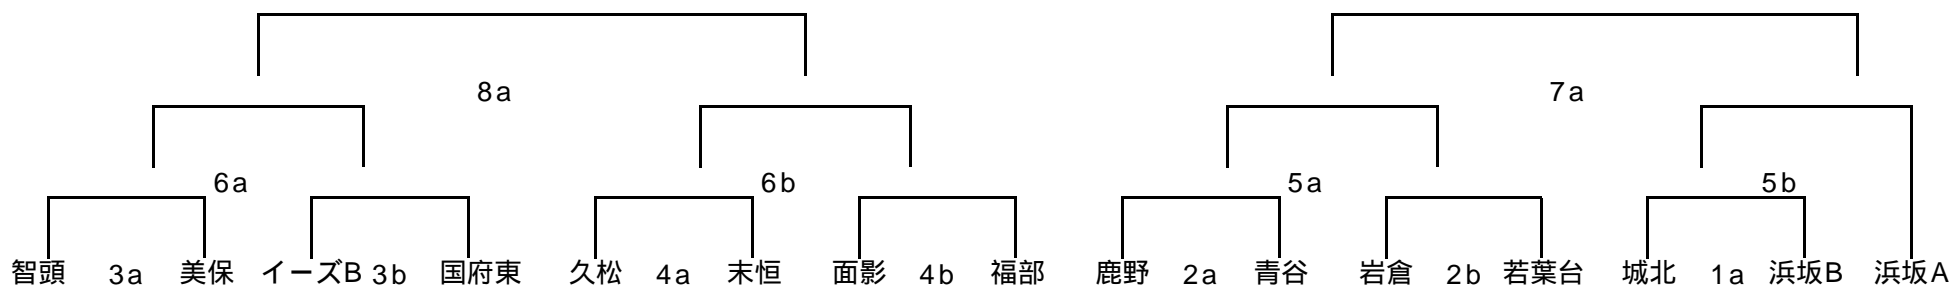 8a 7a
6a 6b 5a 5b
智頭 3a 美保 イーズB 3b 国府東 久松 4a 末恒 面影 4b 福部 鹿野 2a 青谷 岩倉 2b 若葉台 城北 1a 浜坂B 浜坂A